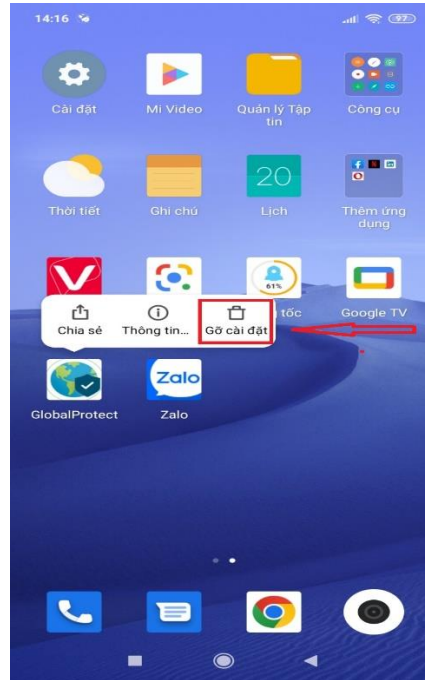 14:16
97
Cài đặt
Mi Video
Quản lý Tập tin
Công cụ
20
Thời tiết
Ghi chú
Lịch
Thêm ứng dụng
61%
tốc
Google TV
Chia sẻ
Thông tin...
Gỡ cài đặt
Zalo
GlobalProtect
Zalo